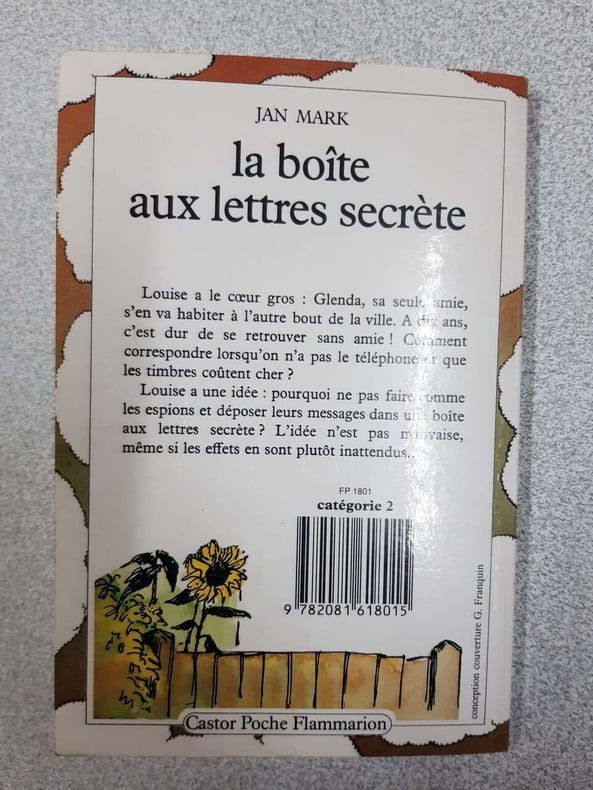 JAN MARK
la boîte
aux lettres secrète
Louise a le cœur gros : Glenda, sa seule amie,
s'en va habiter à l'autre bout de la ville. A dix ans,
c'est dur de se retrouver sans amie ! Comment
correspondre lorsqu'on n'a pas le téléphone et que
les timbres coûtent cher ?
Louise a une idée : pourquoi ne pas faire comme
les espions et déposer leurs messages dans une boîte
aux lettres secrète ? L'idée n'est pas mauvaise,
même si les effets en sont plutôt inattendus...
FP 1801
catégorie 2
9 782081 618015
conception couverture G. Franquin
Castor Poche Flammarion